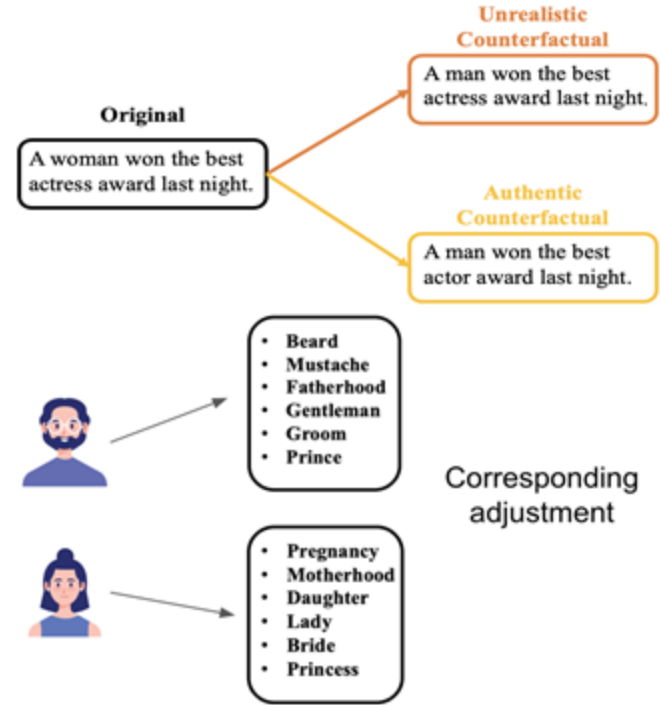 Unrealistic
Counterfactual
A man won the best
actress award last night.
Original
A woman won the best
actress award last night.
Authentic
Counterfactual
A man won the best
actor award last night.
• Beard
• Mustache
• Fatherhood
• Gentleman
• Groom
• Prince
Corresponding
adjustment
• Pregnancy
• Motherhood
• Daughter
• Lady
• Bride
• Princess